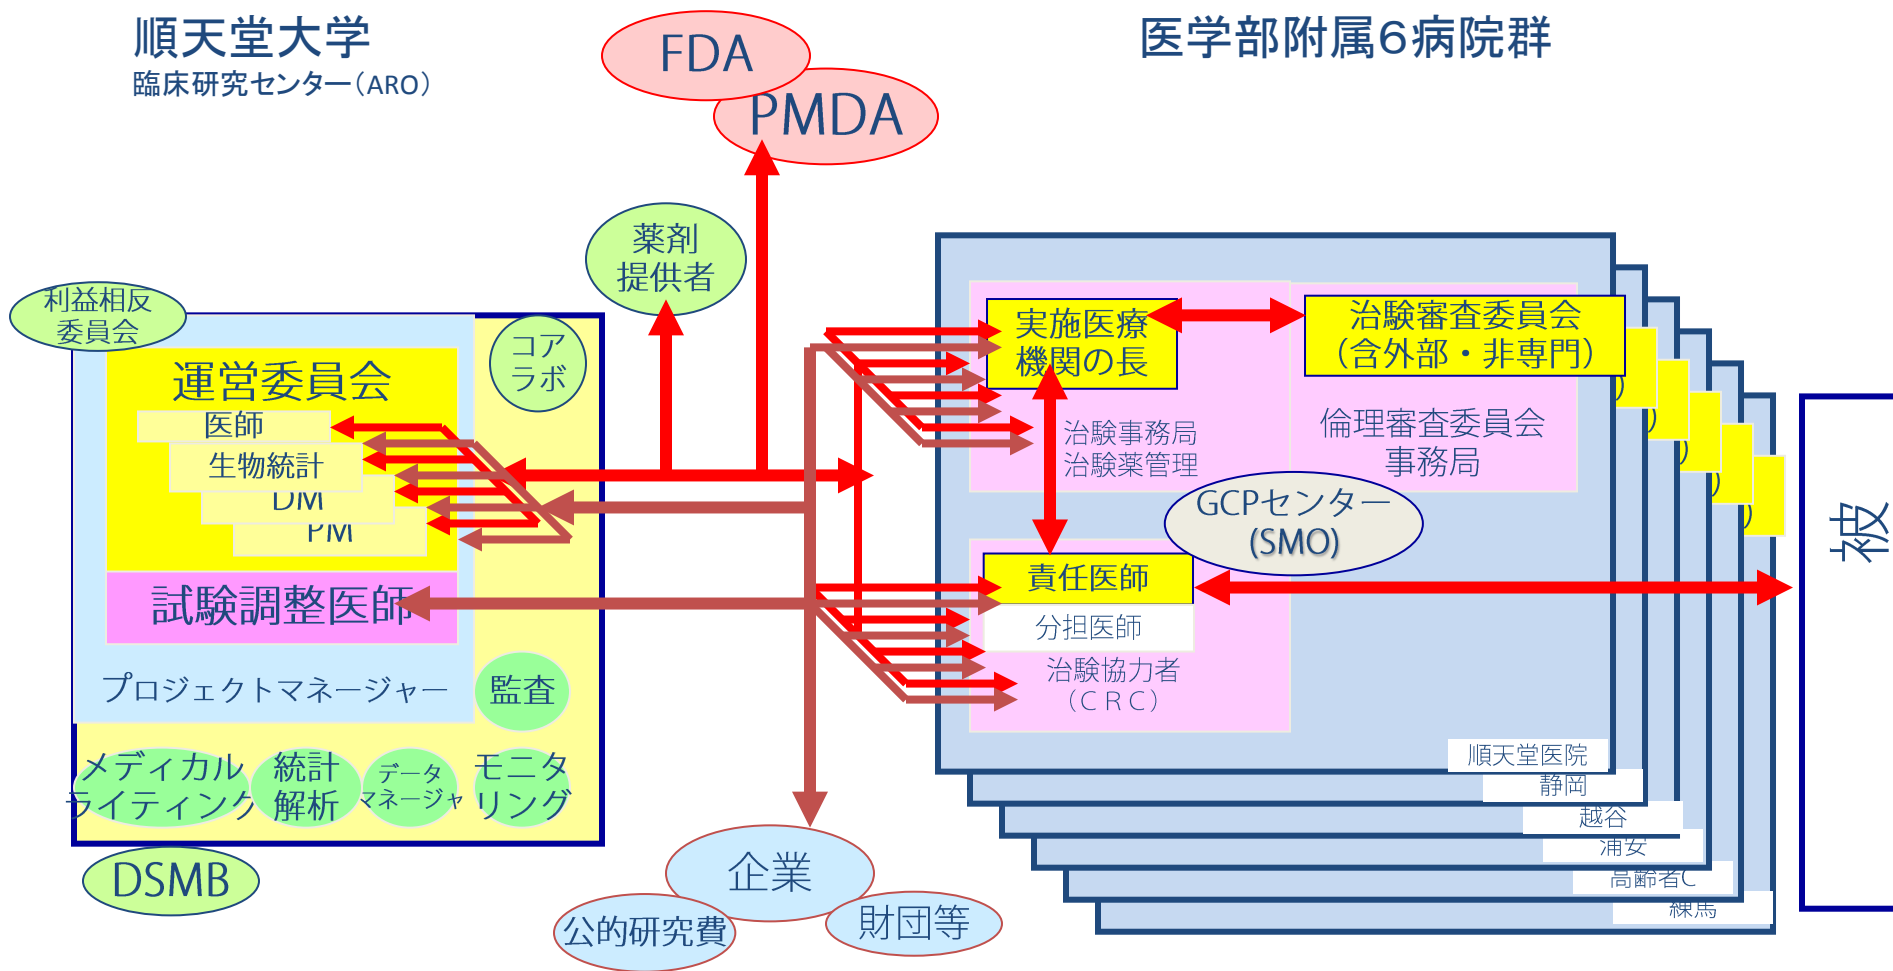 順天堂大学
臨床研究センター（ARO）
医学部附属６病院群
FDA
PMDA
薬剤
提供者
利益相反
委員会
コア
ラボ
運営委員会
医師
生物統計
DM
PM
試験調整医師
プロジェクトマネージャー
監査
メディカル
ライティング
統計
解析
データ
マネージャ
モニタ
リング
DSMB
企業
公的研究費
財団等
実施医療
機関の長
治験審査委員会
（含外部・非専門）
）
）
）
）
）
治験事務局
治験薬管理
倫理審査委員会
事務局
GCPセンター
(SMO)
責任医師
分担医師
治験協力者
（ＣＲＣ）
順天堂医院
静岡
越谷
浦安
高齢者C
練馬
被